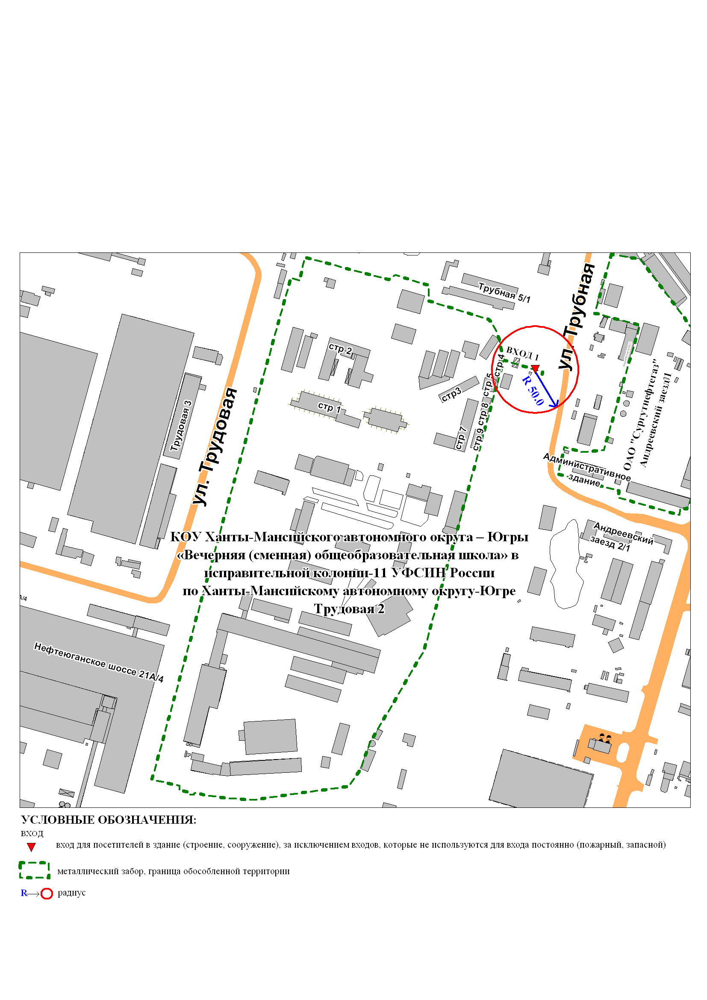 Трубная 5/1
ул. Трубная
стр 2
ВХОД 1
стр 4
R 50.0
стр 5
стр3
стр 1
стр 8
стр 7
стр 9
Трудовая 3
ул. Трудовая
ОАО "Сургутнефтегаз"
Андреевский заезд1
Административное
здание
Андреевский
заезд 2/1
КОУ Ханты-Мансийского автономного округа – Югры
«Вечерняя (сменная) общеобразовательная школа» в
исправительной колонии-11 УФСИН России
по Ханты-Мансийскому автономному округу-Югре
Трудовая 2
А/4
Нефтеюганское шоссе 21А/4
УСЛОВНЫЕ ОБОЗНАЧЕНИЯ:
ВХОД
вход для посетителей в здание (строение, сооружение), за исключением входов, которые не используются для входа постоянно (пожарный, запасной)
металлический забор, граница обособленной территории
R
радиус